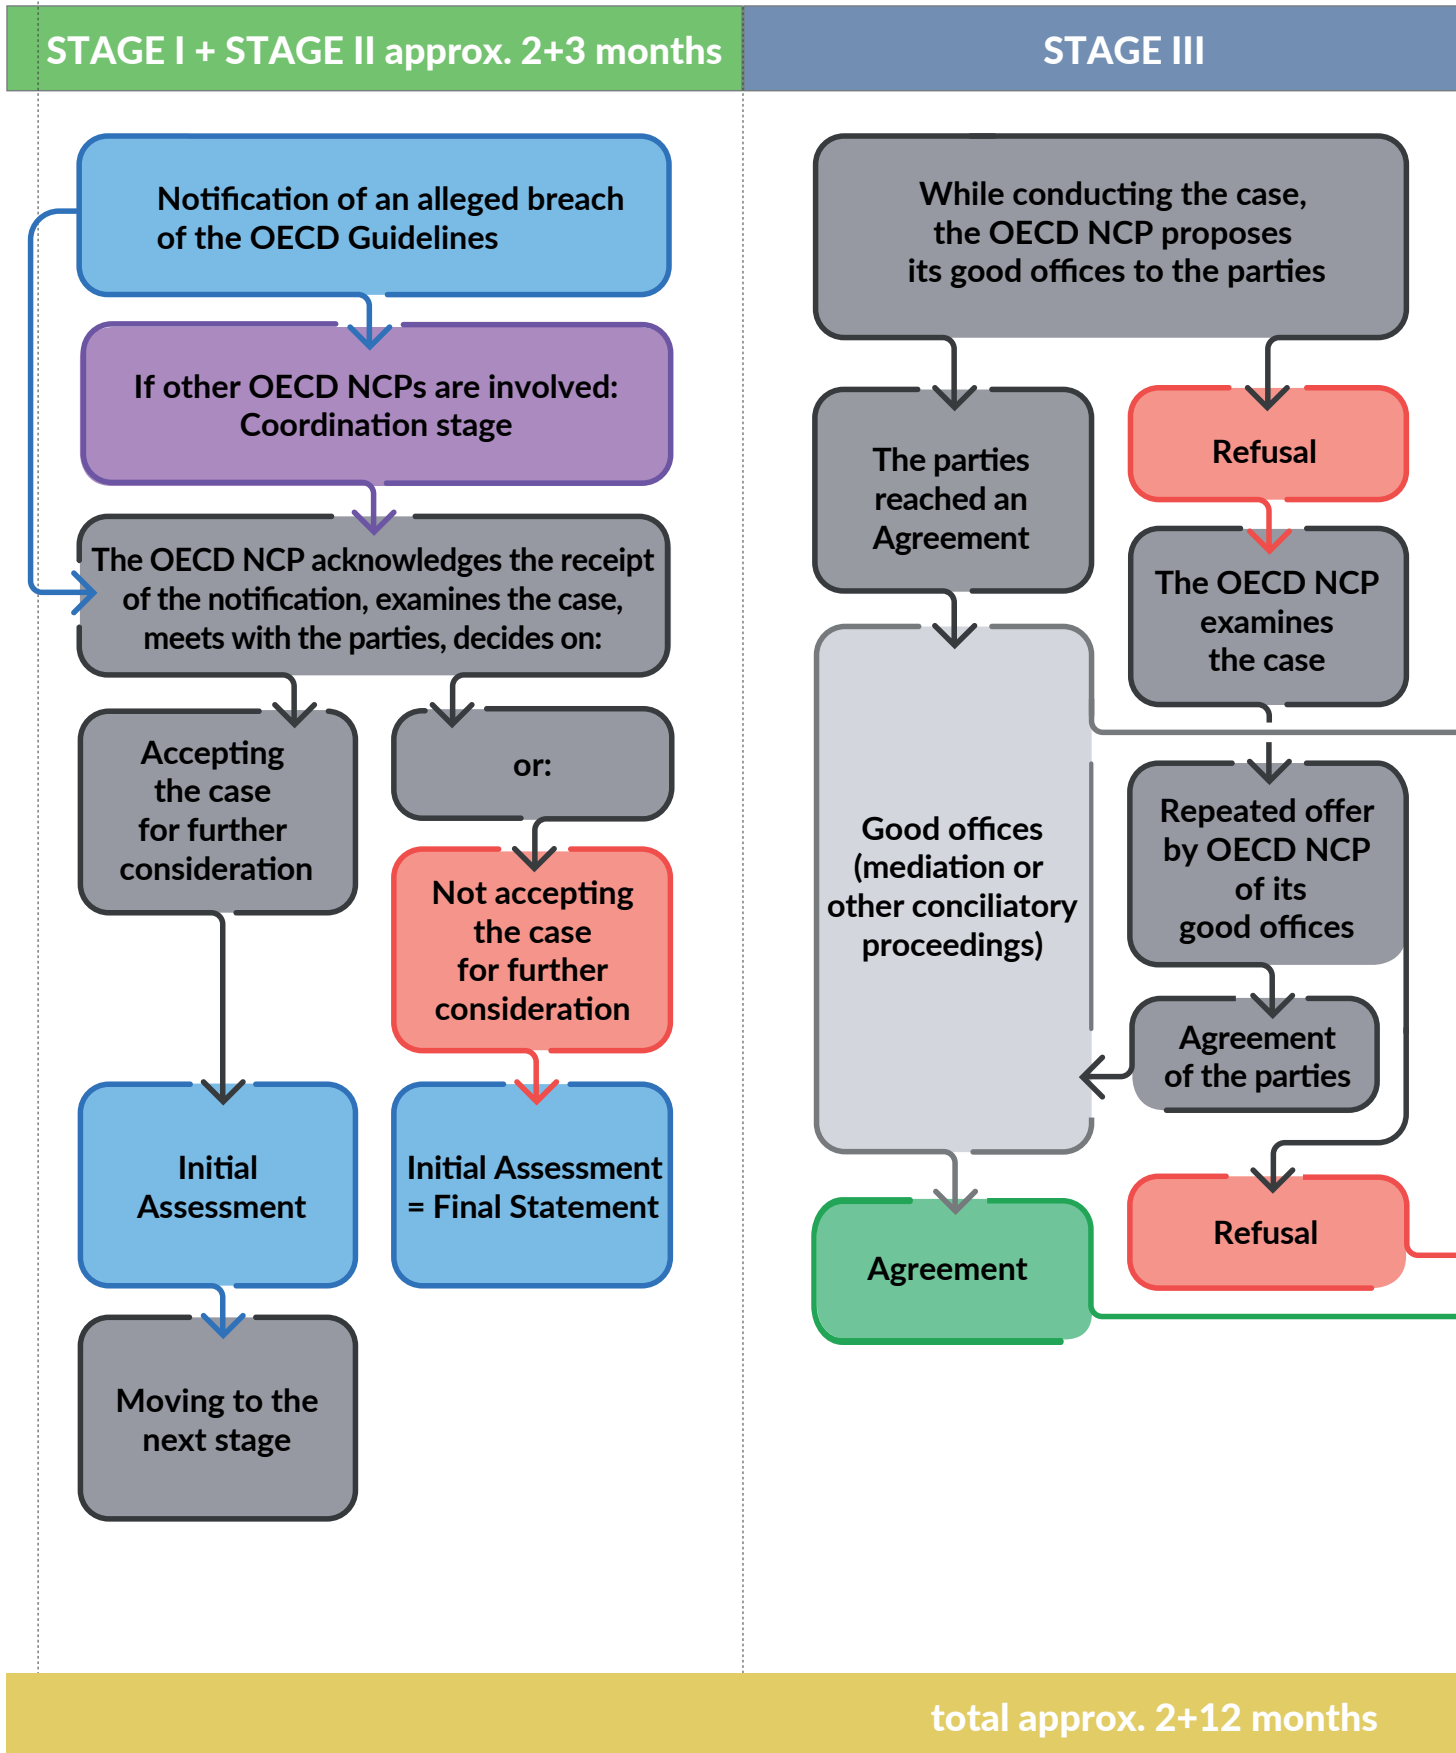 STAGE I + STAGE II approx. 2+3 months
STAGE III
Notification of an alleged breach
of the OECD Guidelines
If other OECD NCPs are involved:
Coordination stage
The OECD NCP acknowledges the receipt
of the notification, examines the case,
meets with the parties, decides on:
Accepting
the case
for further
consideration
or:
Not accepting
the case
for further
consideration
Initial
Assessment
Initial Assessment
= Final Statement
Moving to the
next stage
While conducting the case,
the OECD NCP proposes
its good offices to the parties
The parties
reached an
Agreement
Refusal
The OECD NCP
examines
the case
Good offices
(mediation or
other conciliatory
proceedings)
Repeated offer
by OECD NCP
of its
good offices
Agreement
of the parties
Agreement
Refusal
total approx. 2+12 months